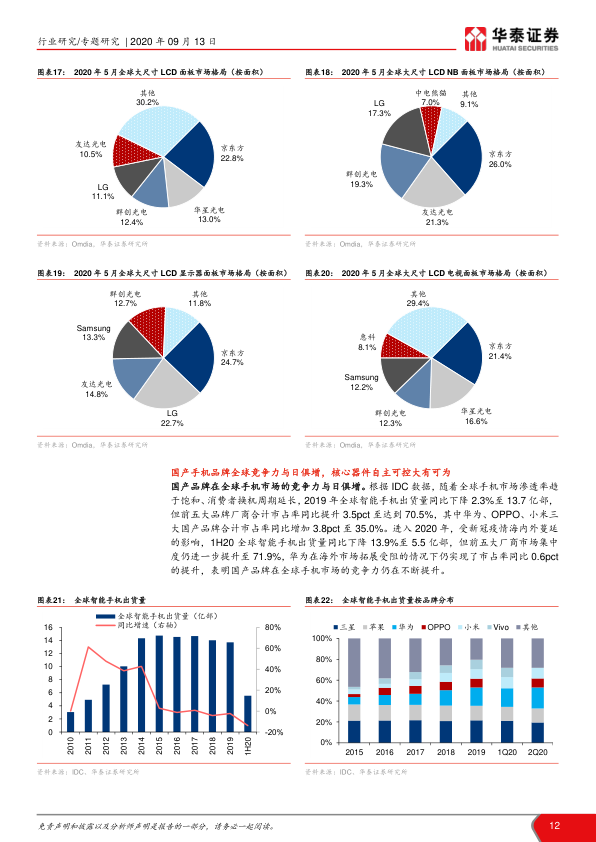 行业研究/专题研究 | 2020 年 09 月 13 日
华泰证券
HUATAI SECURITIES
图表17： 2020 年 5 月全球大尺寸 LCD 面板市场格局（按面积）
其他
30.2%
京东方
22.8%
华星光电
13.0%
群创光电
12.4%
LG
11.1%
友达光电
10.5%
资料来源：Omdia、华泰证券研究所
图表18： 2020 年 5 月全球大尺寸 LCD NB 面板市场格局（按面积）
中电熊猫
7.0%
其他
9.1%
京东方
26.0%
友达光电
21.3%
群创光电
19.3%
LG
17.3%
资料来源：Omdia、华泰证券研究所
图表19： 2020 年 5 月全球大尺寸 LCD 显示器面板市场格局（按面积）
群创光电
12.7%
其他
11.8%
京东方
24.7%
LG
22.7%
友达光电
14.8%
Samsung
13.3%
资料来源：Omdia、华泰证券研究所
图表20： 2020 年 5 月全球大尺寸 LCD 电视面板市场格局（按面积）
其他
29.4%
京东方
21.4%
华星光电
16.6%
群创光电
12.3%
Samsung
12.2%
惠科
8.1%
资料来源：Omdia、华泰证券研究所
国产手机品牌全球竞争力与日俱增，核心器件自主可控大有可为
国产品牌在全球手机市场的竞争力与日俱增。根据 IDC 数据，随着全球手机市场渗透率趋
于饱和、消费者换机周期延长，2019 年全球智能手机出货量同比下降 2.3%至 13.7 亿部，
但前五大品牌厂商合计市占率同比提升 3.5pct 至达到 70.5%，其中华为、OPPO、小米三
大国产品牌合计市占率同比增加 3.8pct 至 35.0%。进入 2020 年，受新冠疫情海内外蔓延
的影响，1H20 全球智能手机出货量同比下降 13.9%至 5.5 亿部，但前五大厂商市场集中
度仍进一步提升至 71.9%，华为在海外市场拓展受阻的情况下仍实现了市占率同比 0.6pct
的提升，表明国产品牌在全球手机市场的竞争力仍在不断提升。
图表21： 全球智能手机出货量
全球智能手机出货量（亿部）
同比增速（右轴）
16
14
12
10
8
6
4
2
0
80%
60%
40%
20%
0%
-20%
2010
2011
2012
2013
2014
2015
2016
2017
2018
2019
1H20
资料来源：IDC、华泰证券研究所
图表22： 全球智能手机出货量按品牌分布
三星 苹果 华为 OPPO 小米 Vivo 其他
100%
80%
60%
40%
20%
0%
2015 2016 2017 2018 2019 1Q20 2Q20
资料来源：IDC、华泰证券研究所
免责声明和披露以及分析师声明是报告的一部分，请务必一起阅读。
12